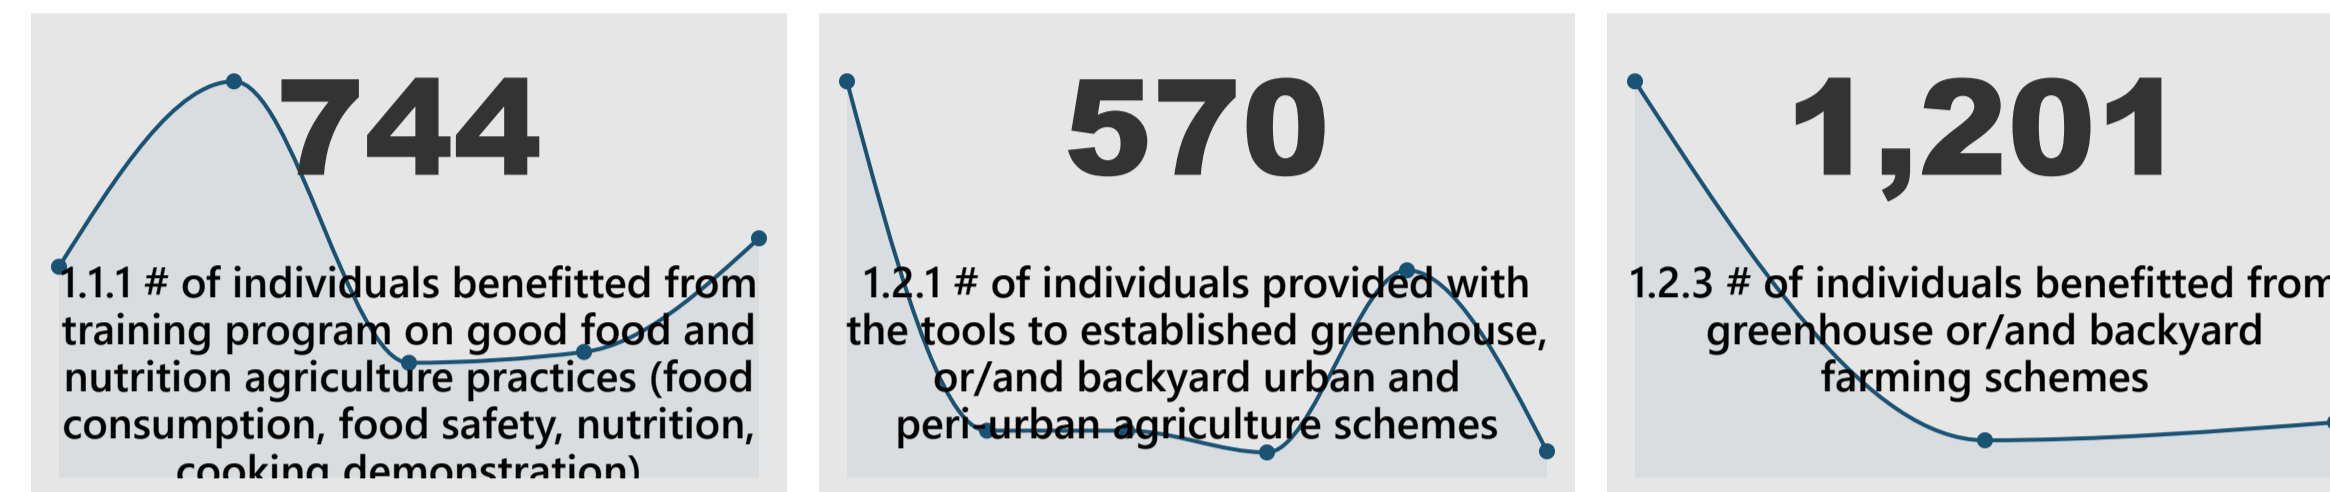 744
1.1.1 # of individuals benefitted from
training program on good food and
nutrition agriculture practices (food
consumption, food safety, nutrition,
cooking demonstration)
570
1.2.1 # of individuals provided with
the tools to established greenhouse,
or/and backyard urban and
peri-urban agriculture schemes
1,201
1.2.3 # of individuals benefitted from
greenhouse or/and backyard
farming schemes